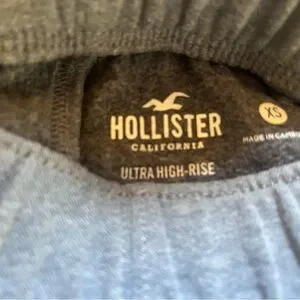 HOLLISTER
CALIFORNIA
XS
MADE IN
ULTRA HIGH-RISE